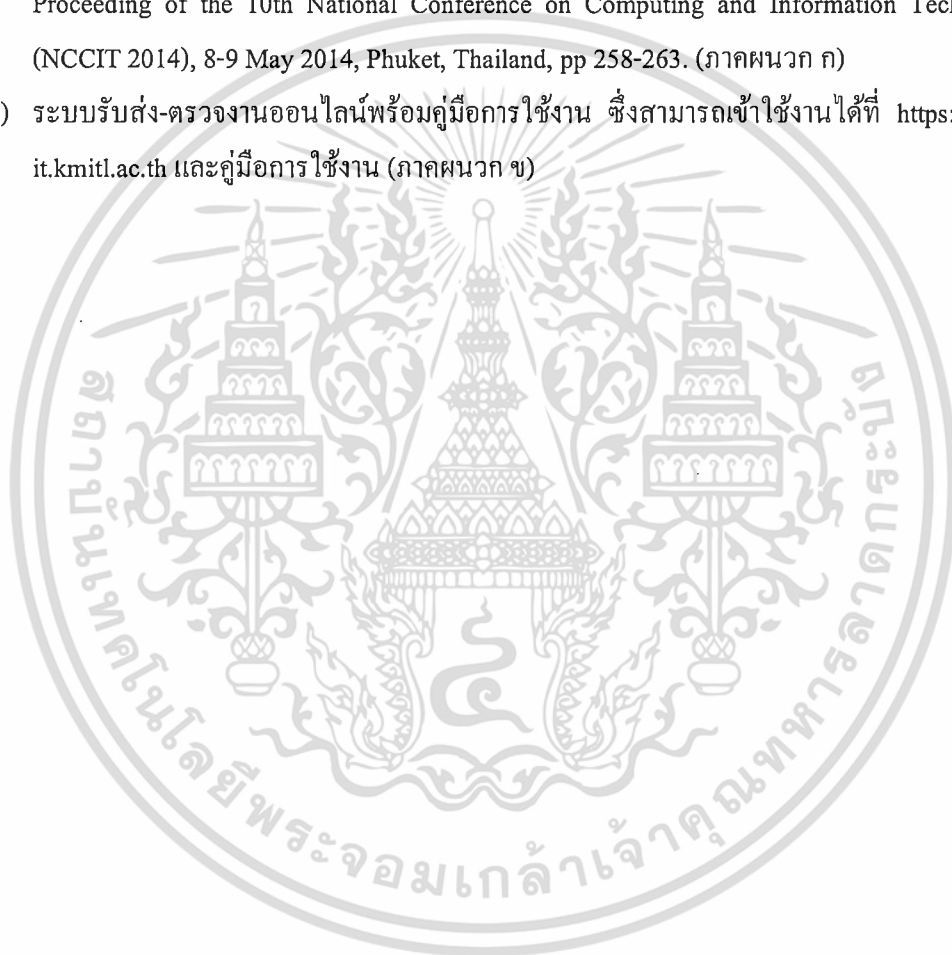 Proceeding of the 10th National Conference on Computing and Information Tec
(NCCIT 2014), 8-9 May 2014, Phuket, Thailand, pp 258-263. (ภาคผนวก ก)
) ระบบรับส่ง-ตรวจงานออนไลน์พร้อมคู่มือการใช้งาน ซึ่งสามารถเข้าใช้งานได้ที่ https:
it.kmitl.ac.th และคู่มือการใช้งาน (ภาคผนวก ข)
สถาบันเทคโนโลยีพระจอมเกล้าเจ้าคุณทหารลาดกระบัง